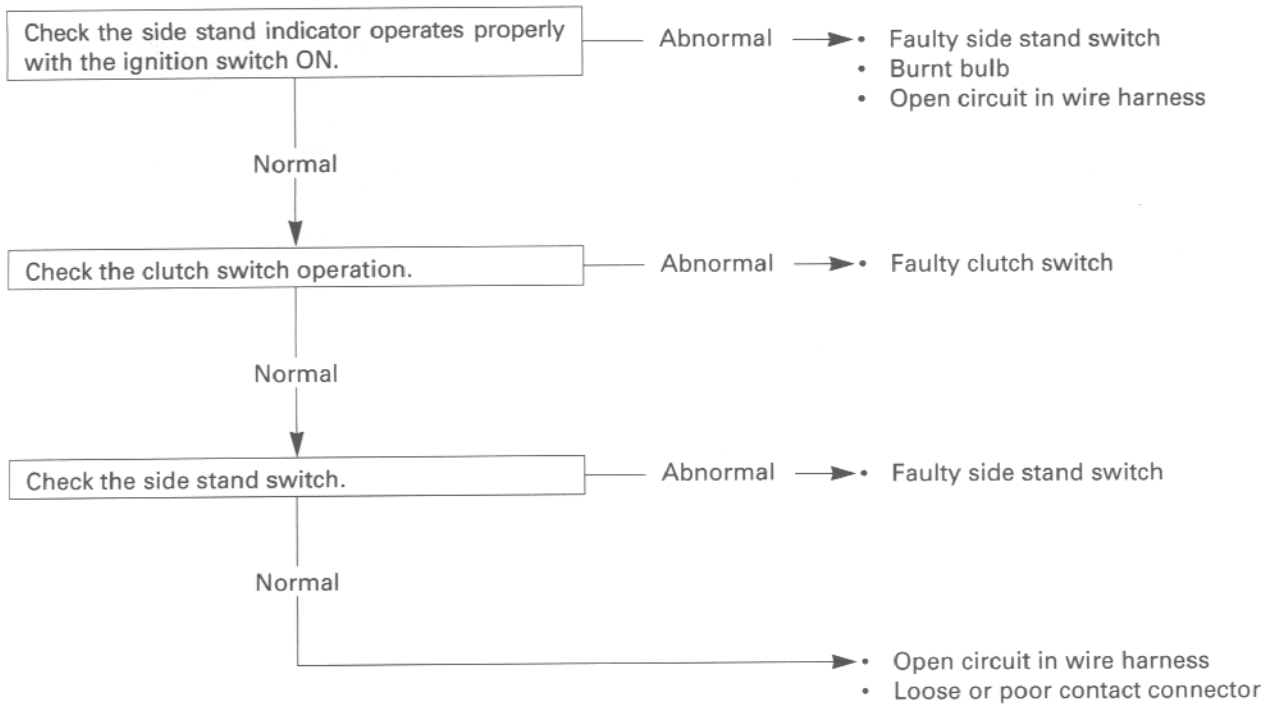 Check the side stand indicator operates properly
with the ignition switch ON.
Abnormal
• Faulty side stand switch
• Burnt bulb
• Open circuit in wire harness
Normal
Check the clutch switch operation.
Abnormal
• Faulty clutch switch
Normal
Check the side stand switch.
Abnormal
• Faulty side stand switch
Normal
• Open circuit in wire harness
• Loose or poor contact connector